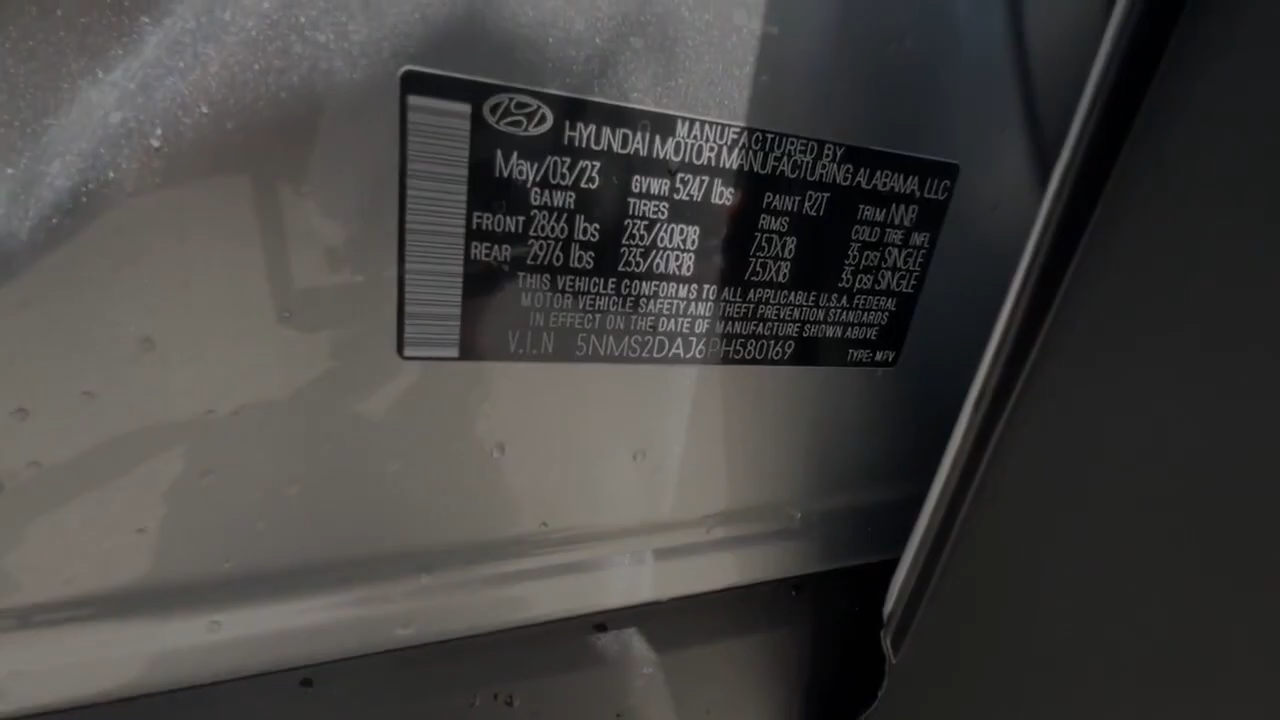 MANUFACTURED BY
HYUNDAI MOTOR MANUFACTURING ALABAMA, LLC
May/03/23 GVWR 5247 lbs PAINT R2T TRIM NNB
GAWR TIRES RIMS COLD TIRE INFL
FRONT 2866 lbs 235/60R18 7.5JX18 35 psi SINGLE
REAR 2976 lbs 235/60R18 7.5JX18 35 psi SINGLE
THIS VEHICLE CONFORMS TO ALL APPLICABLE U.S.A. FEDERAL
MOTOR VEHICLE SAFETY AND THEFT PREVENTION STANDARDS
IN EFFECT ON THE DATE OF MANUFACTURE SHOWN ABOVE
V.I.N 5NMS2DAJ6PH580169 TYPE: MPV